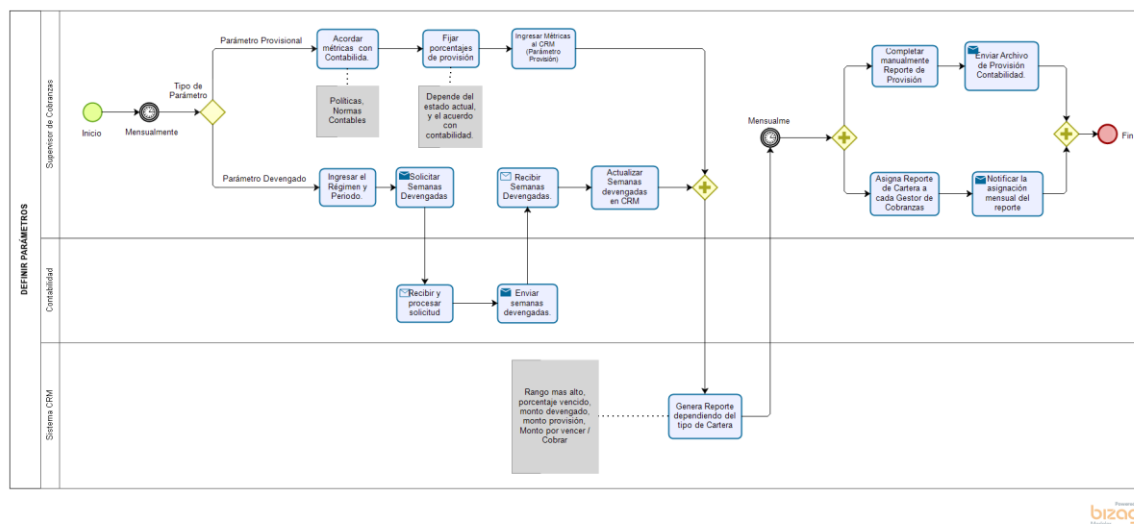 DEFINIR PARÁMETROS
Supervisor de Cobranzas
Inicio
Mensualmente
Tipo de
Parámetro
Parámetro Provisional
Acordar
métricas con
Contabilida.
Políticas,
Normas
Contables
Fijar
porcentajes
de provisión
Depende del
estado actual,
y el acuerdo
con
contabilidad.
Ingresar Métricas
al CRM
(Parámetro
Provisión)
Parámetro Devengado
Ingresar el
Régimen y
Periodo.
Solicitar
Semanas
Devengadas
Recibir
Semanas
Devengadas.
Actualizar
Semanas
devengadas
en CRM
Mensualme
Completar
manualmente
Reporte de
Provisión
Enviar Archivo
de Provisión
Contabilidad.
Asigna Reporte
de Cartera a
cada Gestor de
Cobranzas
Notificar la
asignación
mensual del
reporte
Fin
Contabilidad
Recibir y
procesar
solicitud
Enviar
semanas
devengadas.
Sistema CRM
Rango mas alto,
porcentaje vencido,
monto devengado,
monto provisión,
Monto por vencer /
Cobrar
Genera Reporte
dependiendo del
tipo de Cartera